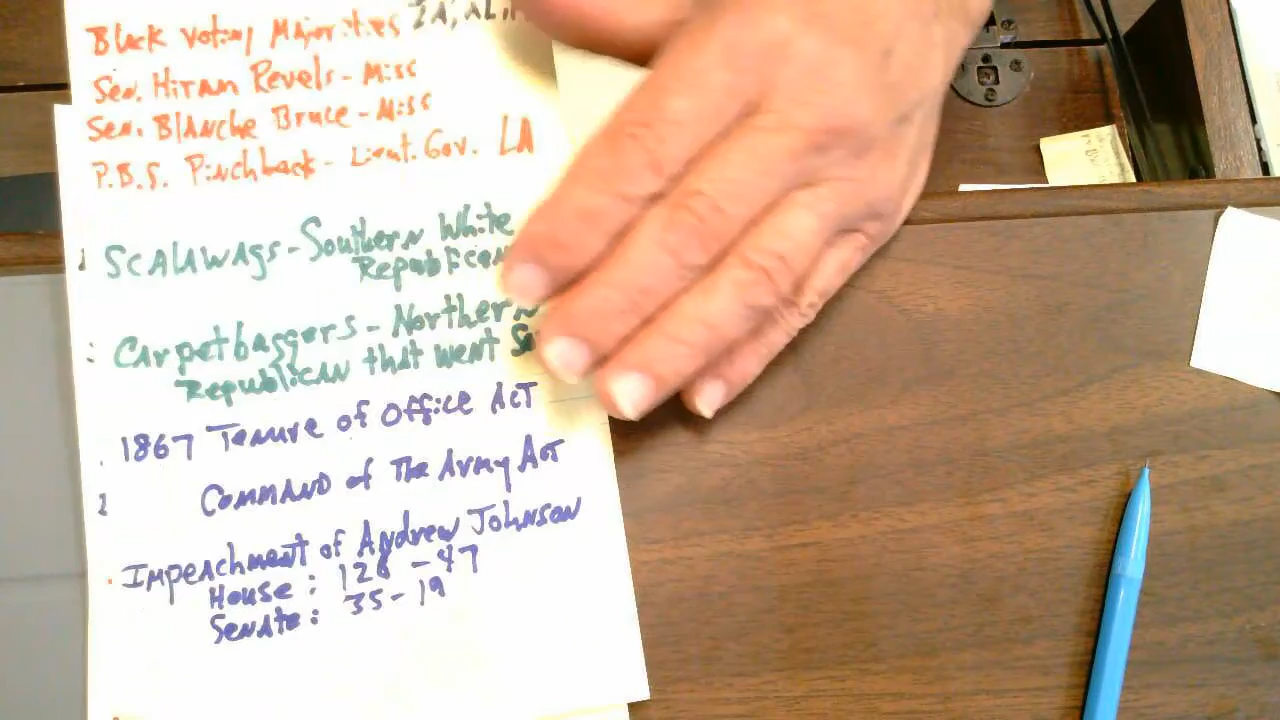 Black Voting Majorities
Sen. Hiram Revels - Miss
Sen. Blanche Bruce - Miss
P.B.S. Pinchback - Lieut. Gov. LA
Scalawags - Southern White
Carpetbaggers - Northern
Republican that went
1867 Tenure of Office Act
Command of The Army Act
Impeachment of Andrew Johnson
House: 128 - 47
Senate: 35 - 19